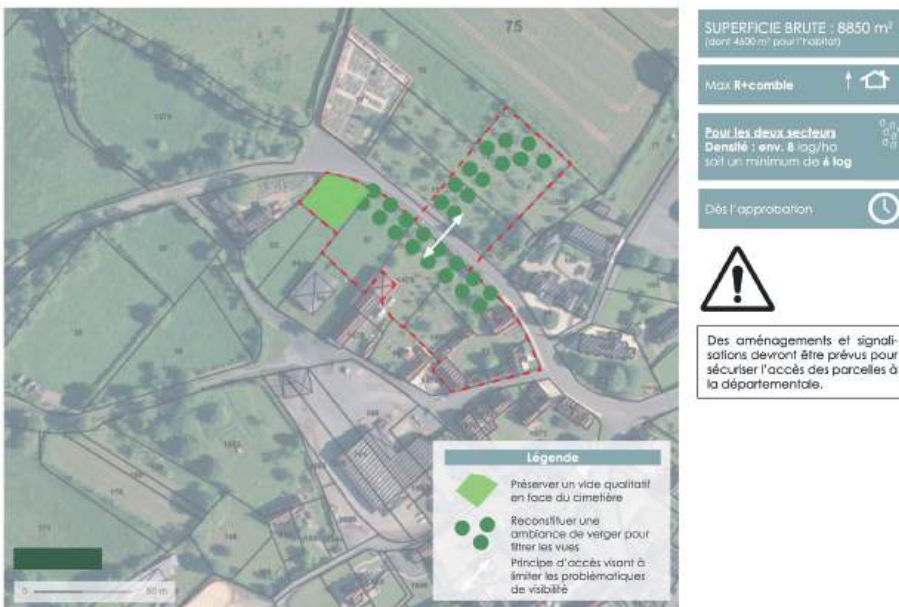 75
SUPERFICIE BRUTE : 8850 m²
(dont 4600 m² pour l'habitat)
Max R+comble
Pour les deux secteurs
Densité : env. 8 log/ha
soit un minimum de 6 log
Dès l'approbation
Des aménagements et signali-
sations devront être prévus pour
sécuriser l'accès des parcelles à
la départementale.
Légende
Préserver un vide qualitatif
en face du cimetière
Reconstituer une
ambiance de verger pour
filtrer les vues
Principe d'accès visant à
limiter les problématiques
de visibilité
0 50 m